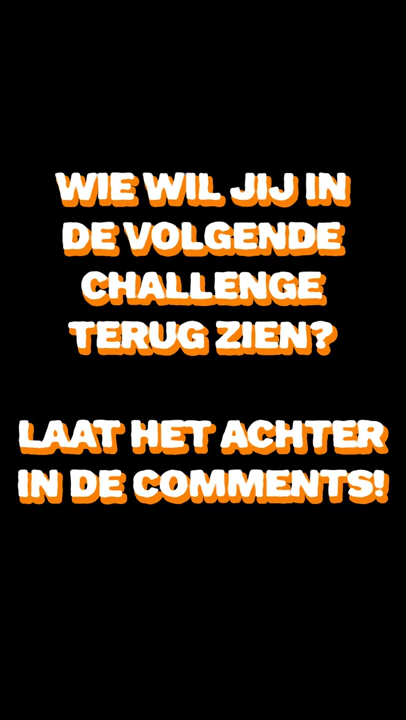 WIE WIL JIJ IN
DE VOLGENDE
CHALLENGE
TERUG ZIEN?
LAAT HET ACHTER
IN DE COMMENTS!